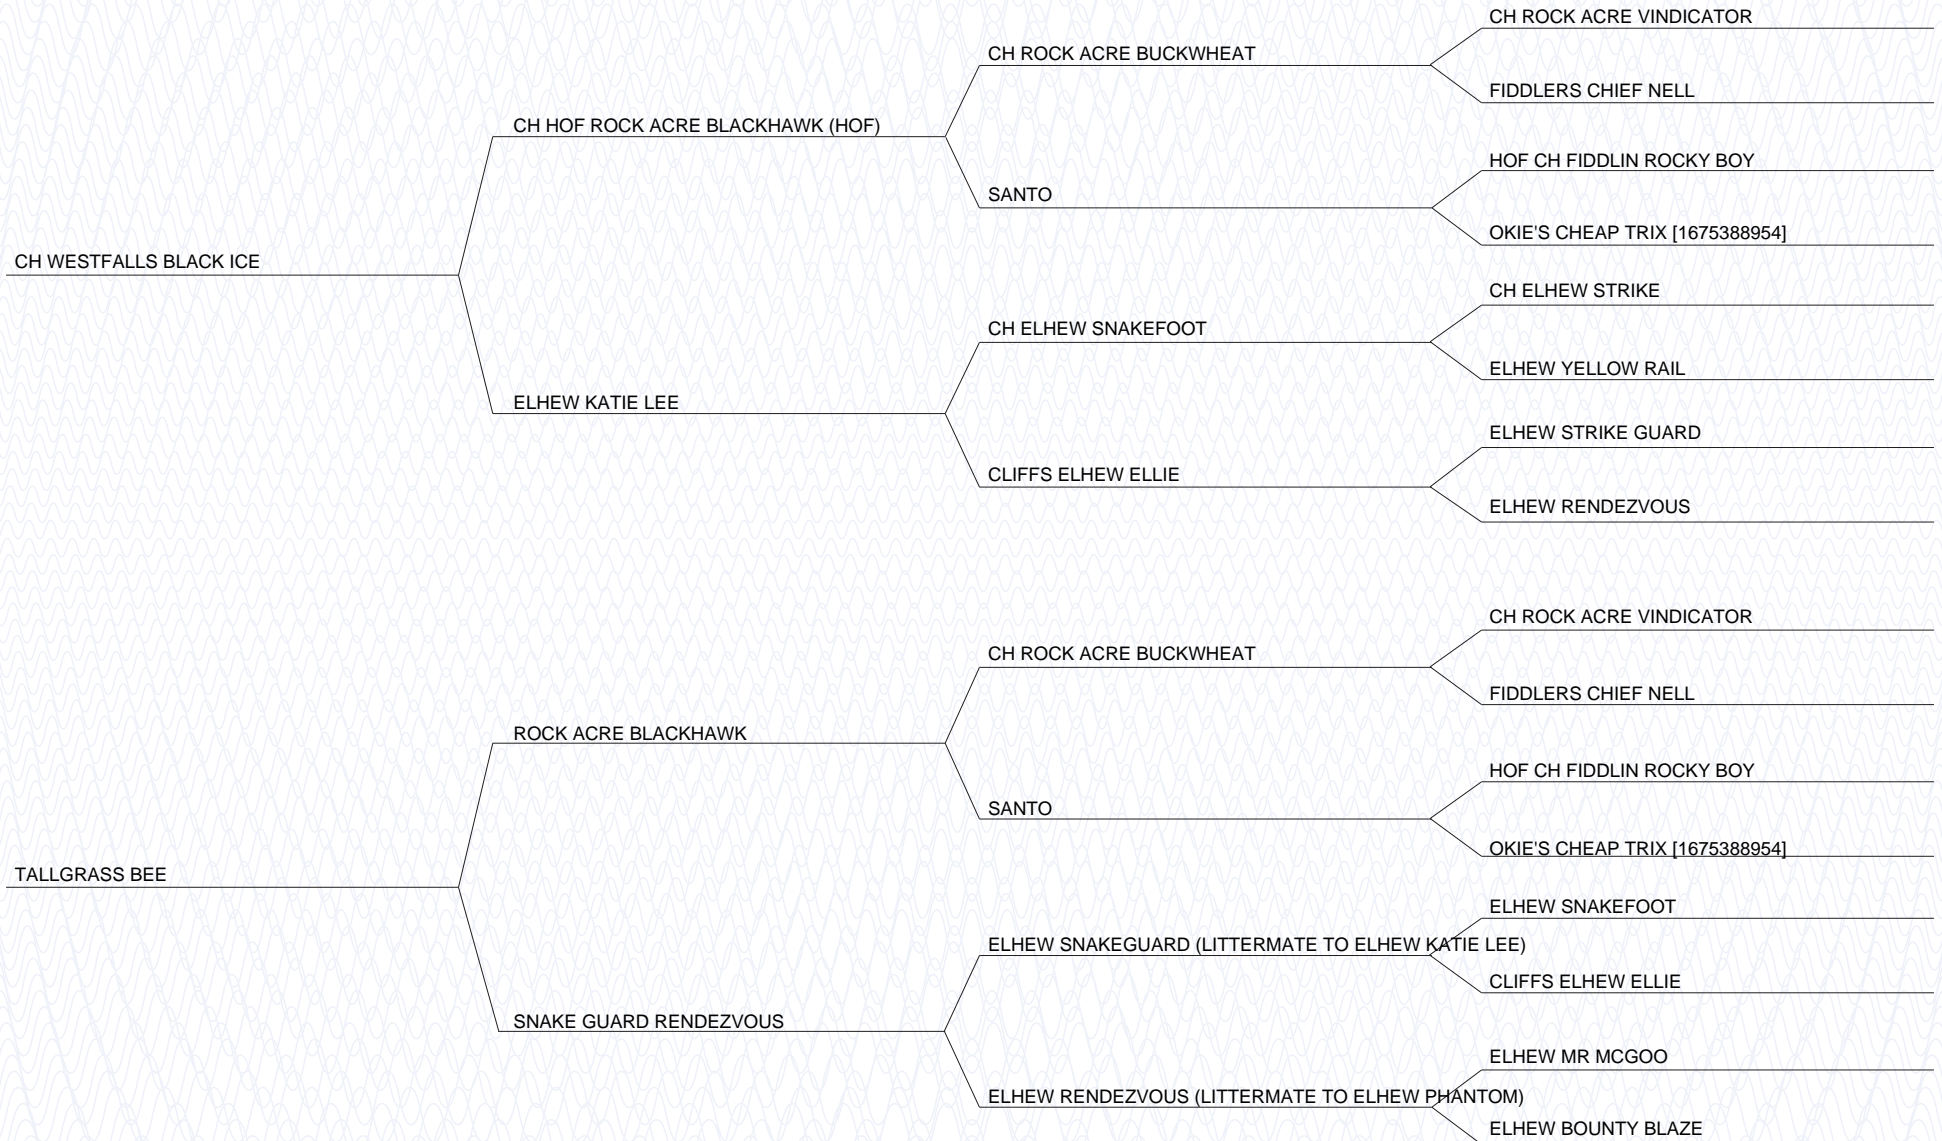 CH ROCK ACRE VINDICATOR
CH ROCK ACRE BUCKWHEAT
FIDDLERS CHIEF NELL
CH HOF ROCK ACRE BLACKHAWK (HOF)
HOF CH FIDDLIN ROCKY BOY
SANTO
OKIE'S CHEAP TRIX [1675388954]
CH WESTFALLS BLACK ICE
CH ELHEW STRIKE
CH ELHEW SNAKEFOOT
ELHEW YELLOW RAIL
ELHEW KATIE LEE
ELHEW STRIKE GUARD
CLIFFS ELHEW ELLIE
ELHEW RENDEZVOUS
CH ROCK ACRE VINDICATOR
CH ROCK ACRE BUCKWHEAT
FIDDLERS CHIEF NELL
ROCK ACRE BLACKHAWK
HOF CH FIDDLIN ROCKY BOY
SANTO
OKIE'S CHEAP TRIX [1675388954]
TALLGRASS BEE
ELHEW SNAKEFOOT
ELHEW SNAKEGUARD (LITTERMATE TO ELHEW KATIE LEE)
CLIFFS ELHEW ELLIE
SNAKE GUARD RENDEZVOUS
ELHEW MR MCGOO
ELHEW RENDEZVOUS (LITTERMATE TO ELHEW PHANTOM)
ELHEW BOUNTY BLAZE